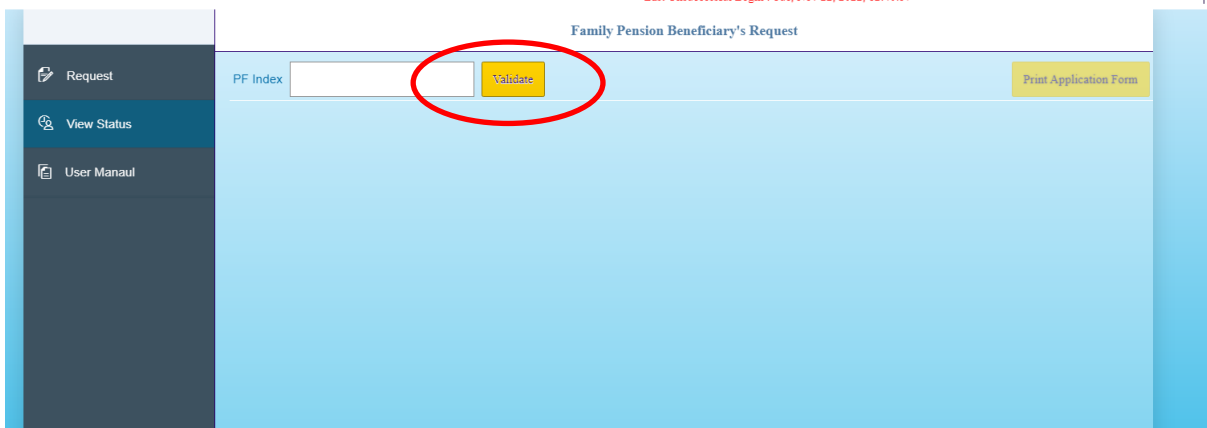 Family Pension Beneficiary's Request
Request
PF Index
Validate
Print Application Form
View Status
User Manaul